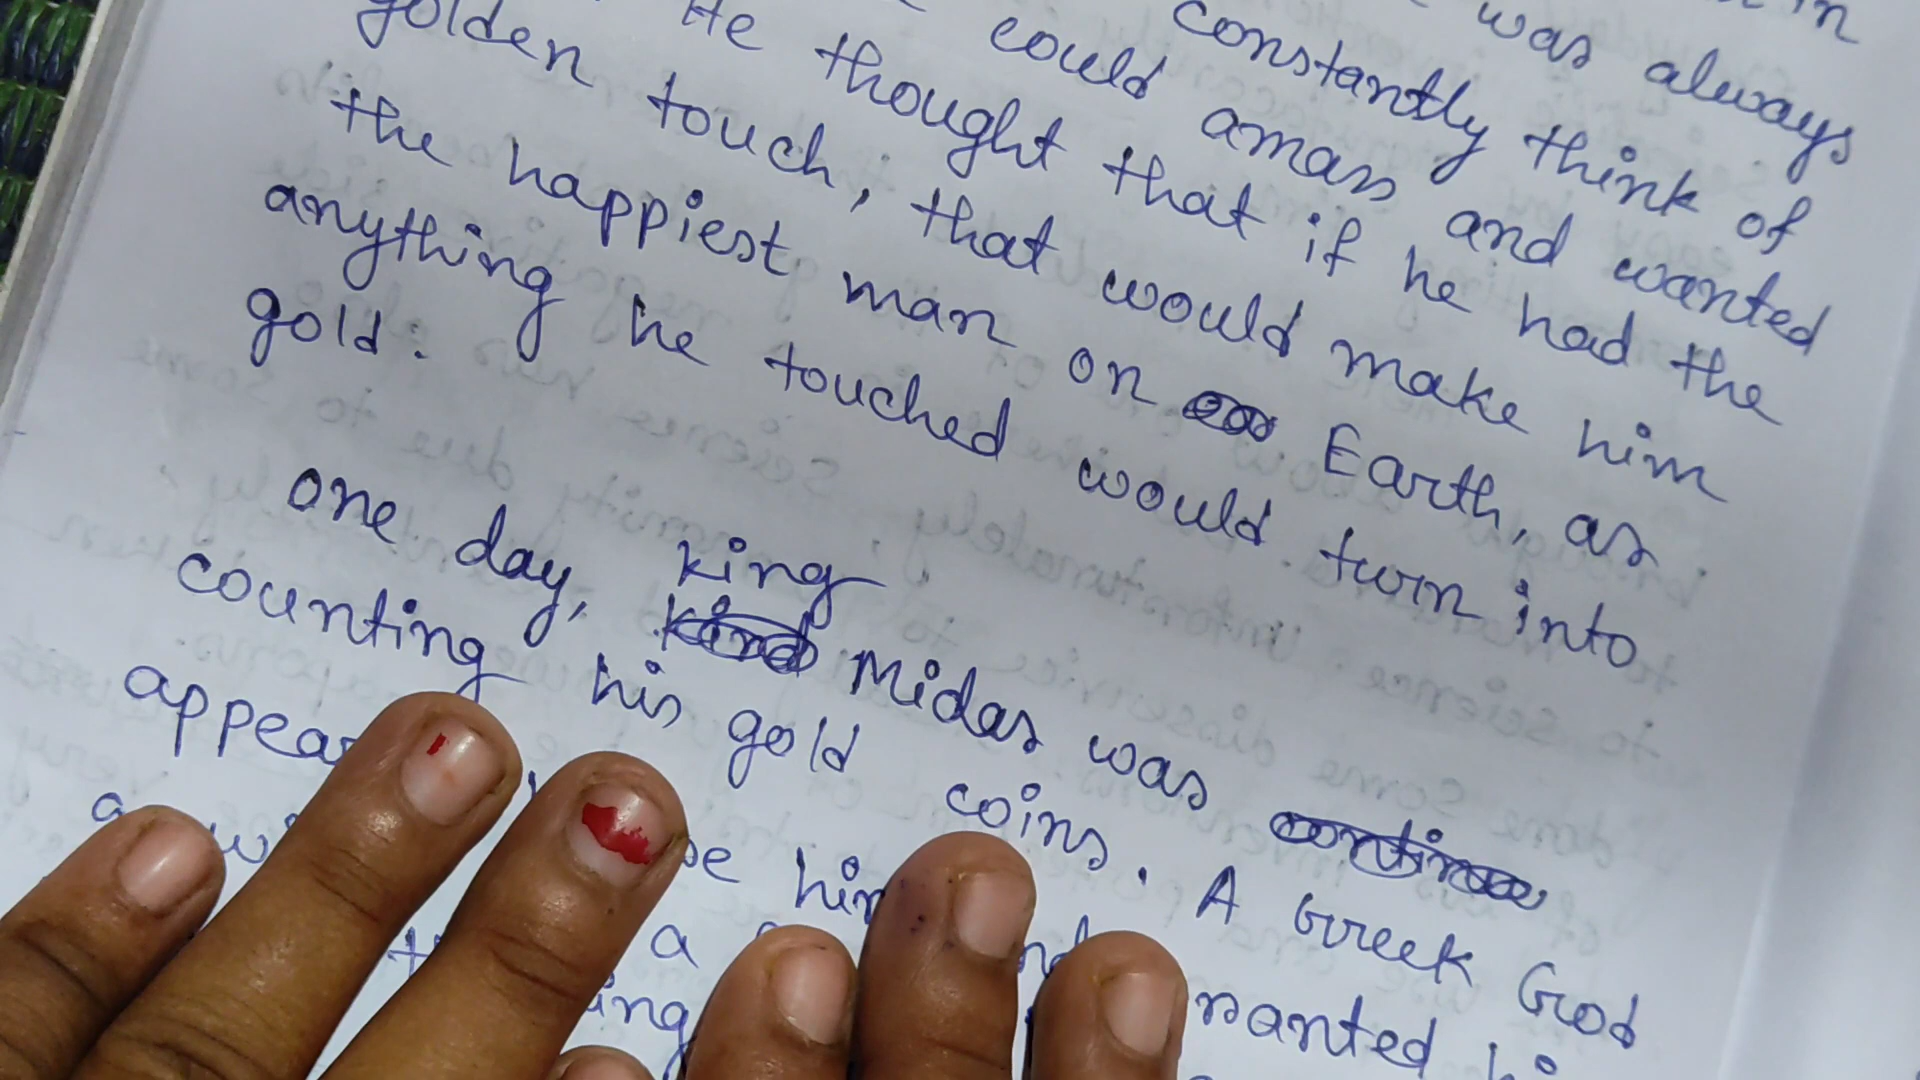 in
was always
constantly think of
could amass and wanted
He thought that if he had the
golden touch, that would make him
the happiest man on Earth, as
anything he touched would turn into
gold.
one day, king Midas was
counting his gold coins. A Greek God
him
a a